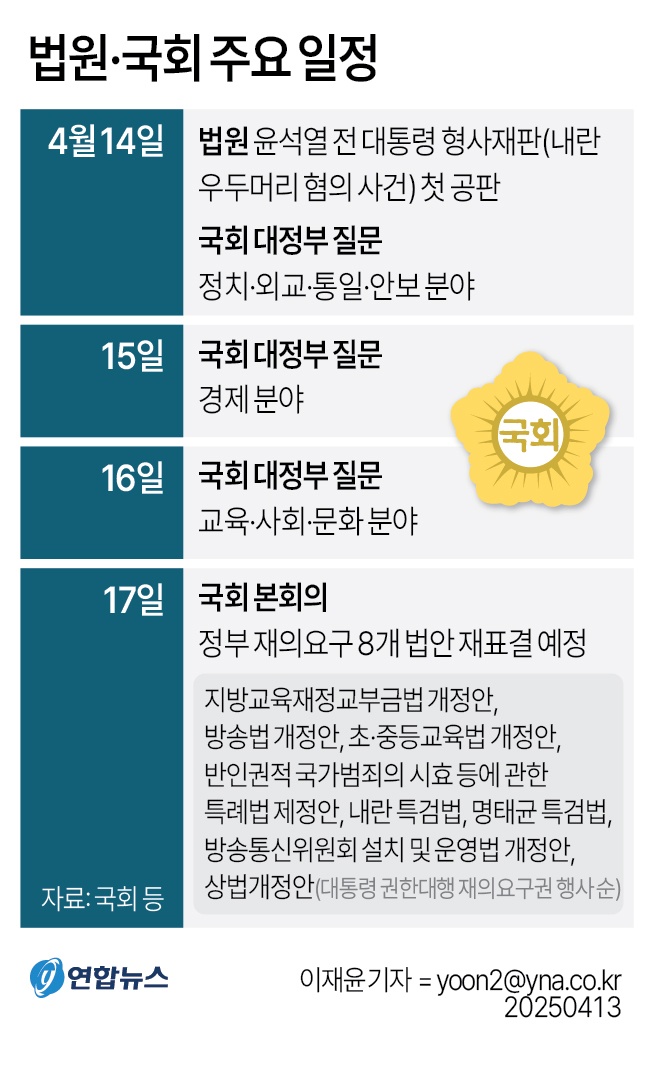 법원·국회 주요 일정
4월 14일
법원 윤석열 전 대통령 형사재판(내란
우두머리 혐의 사건) 첫 공판
국회 대정부 질문
정치·외교·통일·안보 분야
15일
국회 대정부 질문
경제 분야
국회
16일
국회 대정부 질문
교육·사회·문화 분야
17일
국회 본회의
정부 재의요구 8개 법안 재표결 예정
지방교육재정교부금법 개정안,
방송법 개정안, 초·중등교육법 개정안,
반인권적 국가범죄의 시효 등에 관한
특례법 제정안, 내란 특검법, 명태균 특검법,
방송통신위원회 설치 및 운영법 개정안,
상법개정안(대통령 권한대행 재의요구권 행사 순)
자료: 국회 등
연합뉴스
이재윤 기자 = yoon2@yna.co.kr
20250413